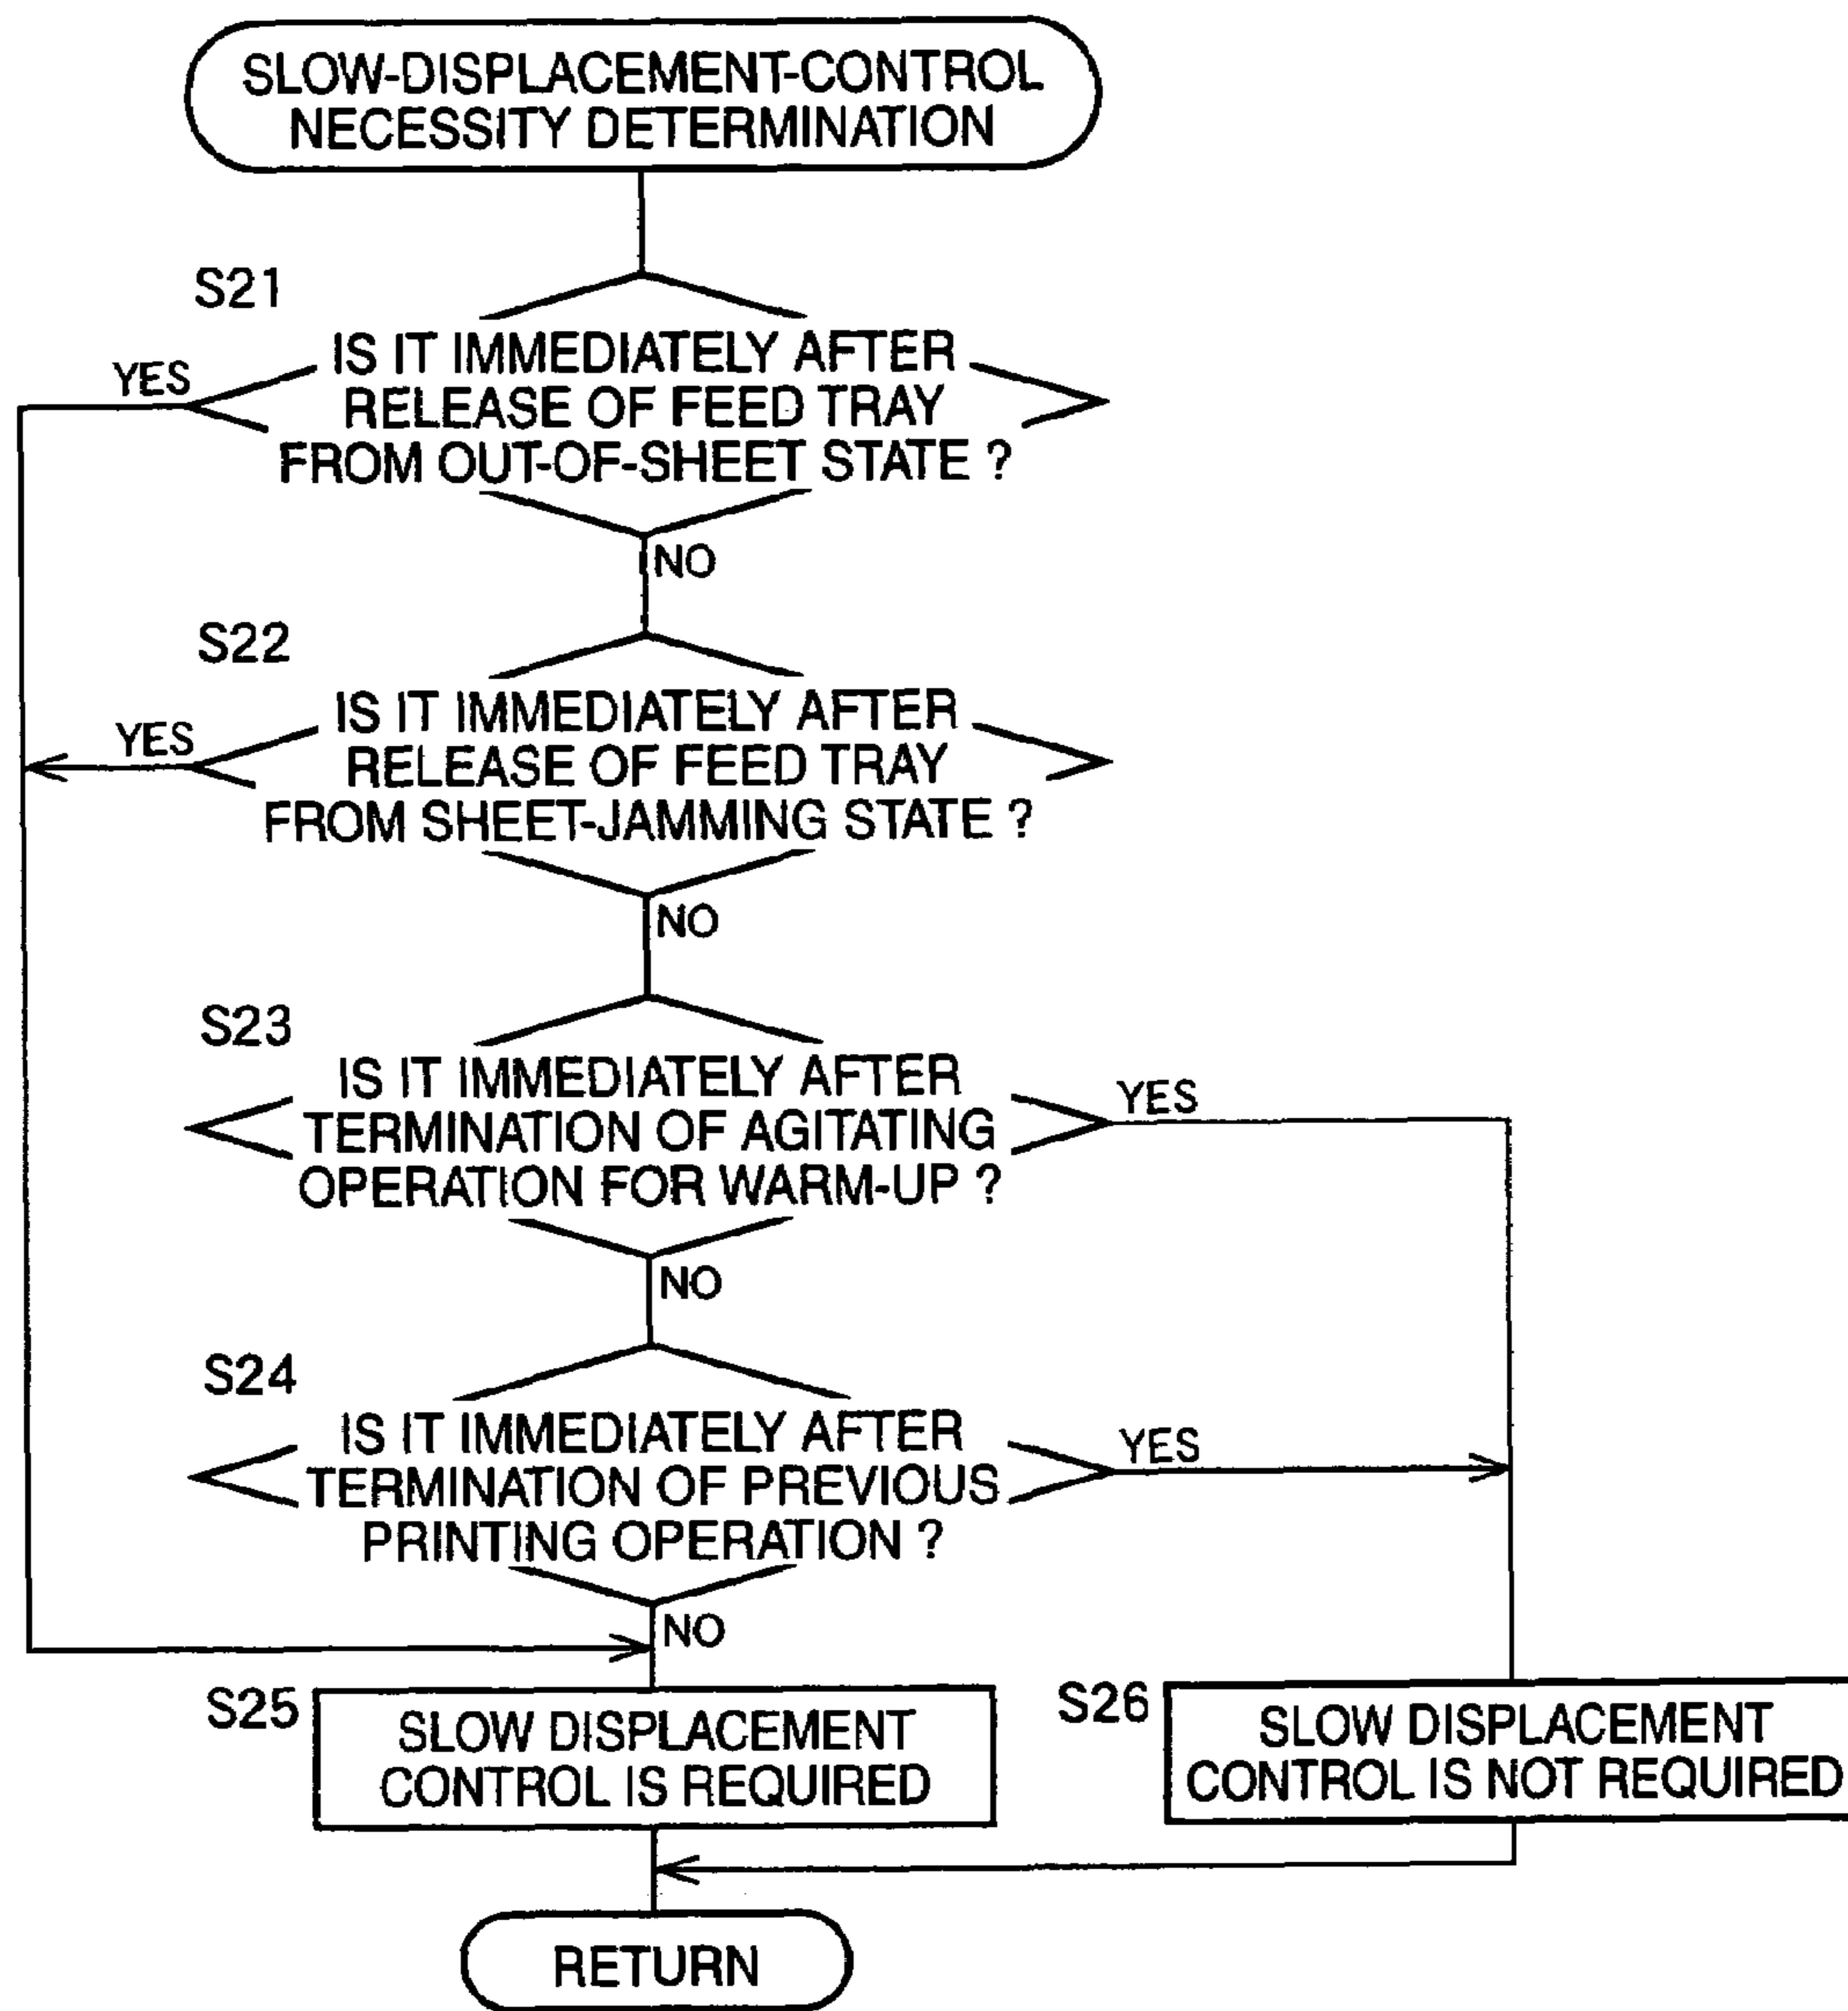 SLOW-DISPLACEMENT-CONTROL
NECESSITY DETERMINATION
S21
IS IT IMMEDIATELY AFTER
RELEASE OF FEED TRAY
FROM OUT-OF-SHEET STATE ?
YES
NO
S22
IS IT IMMEDIATELY AFTER
RELEASE OF FEED TRAY
FROM SHEET-JAMMING STATE ?
YES
NO
S23
IS IT IMMEDIATELY AFTER
TERMINATION OF AGITATING
OPERATION FOR WARM-UP ?
YES
NO
S24
IS IT IMMEDIATELY AFTER
TERMINATION OF PREVIOUS
PRINTING OPERATION ?
YES
NO
S25
SLOW DISPLACEMENT
CONTROL IS REQUIRED
S26
SLOW DISPLACEMENT
CONTROL IS NOT REQUIRED
RETURN